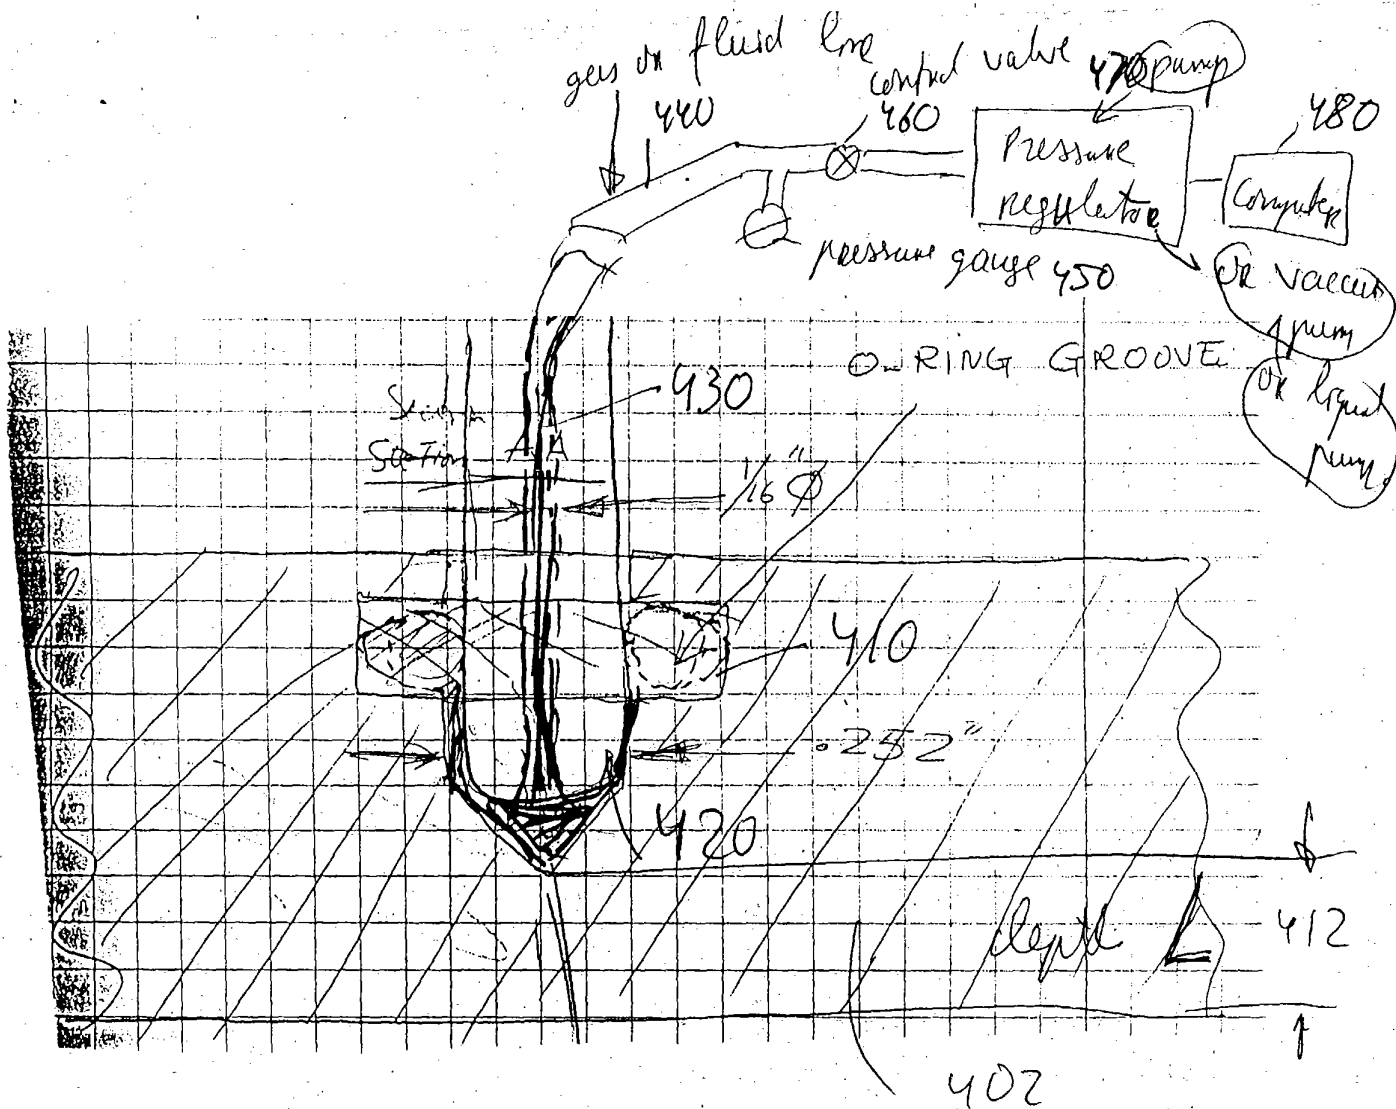 gas or fluid line
440
control valve
460
470 pump
Pressure
regulator
480
Computer
pressure gauge 450
or vacuum
pump
or liquid
pump
O-RING GROOVE
430
Section A A
1/16" Ø
410
.252"
420
depth L
412
402